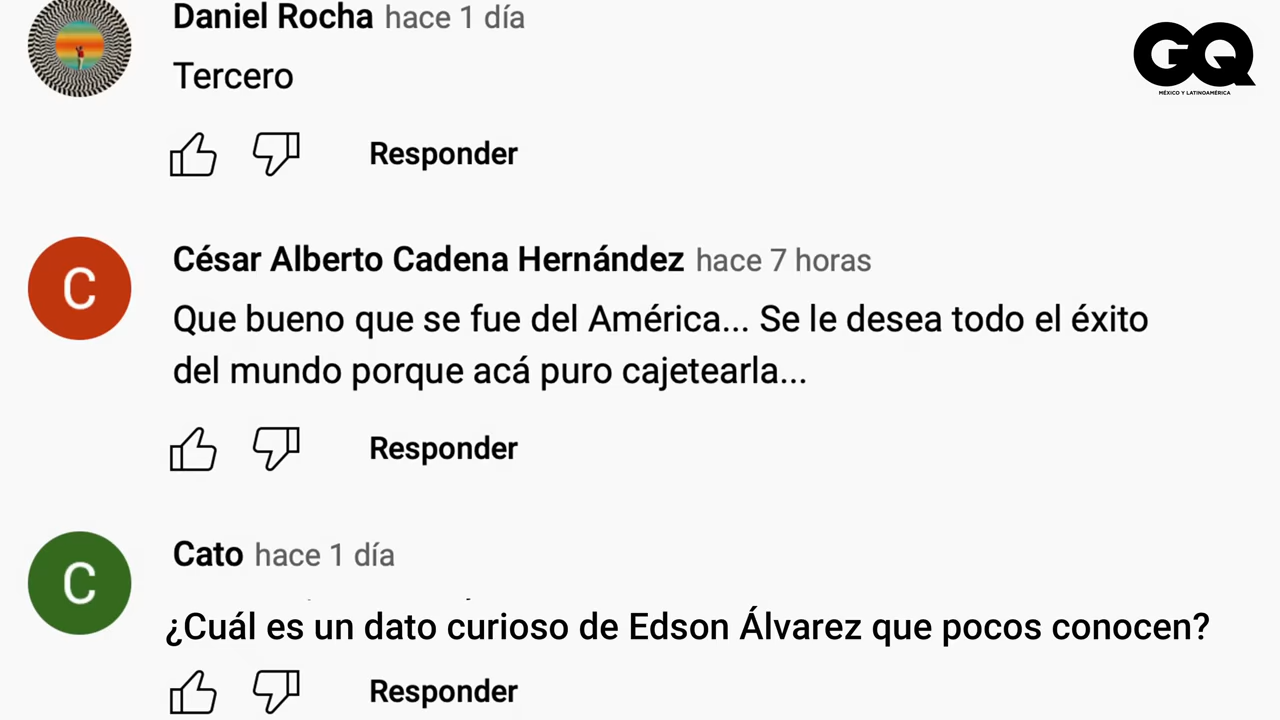 Daniel Rocha hace 1 día
GQ
MÉXICO Y LATINOAMÉRICA
Tercero
Responder
C
César Alberto Cadena Hernández hace 7 horas
Que bueno que se fue del América... Se le desea todo el éxito
del mundo porque acá puro cajetearla...
Responder
C
Cato hace 1 día
¿Cuál es un dato curioso de Edson Álvarez que pocos conocen?
Responder